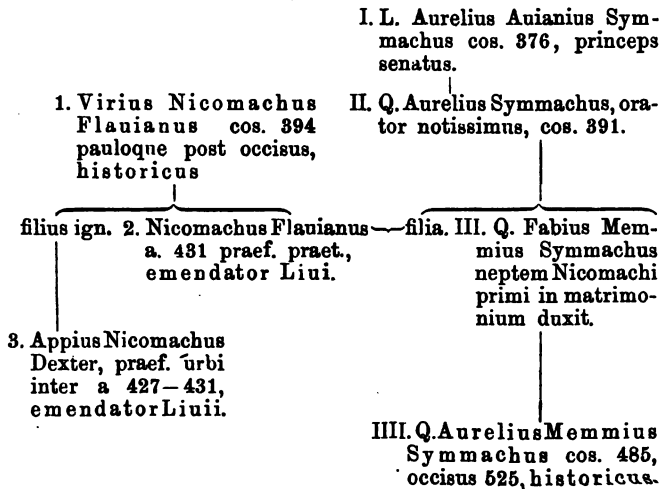 I. L. Aurelius Auianius Sym-
machus cos. 376, princeps
senatus.
1. Virius Nicomachus
Flauianus cos. 394
pauloqne post occisus,
historicus
II. Q. Aurelius Symmachus, ora-
tor notissimus, cos. 391.
filius ign. 2. Nicomachus Flauianus
a. 431 praef. praet.,
emendator Liui.
filia. III. Q. Fabius Mem-
mius Symmachus
neptem Nicomachi
primi in matrimo-
nium duxit.
3. Appius Nicomachus
Dexter, praef. urbi
inter a 427—431,
emendator Liuii.
IIII. Q. Aurelius Memmius
Symmachus cos. 485,
occisus 525, historicus.